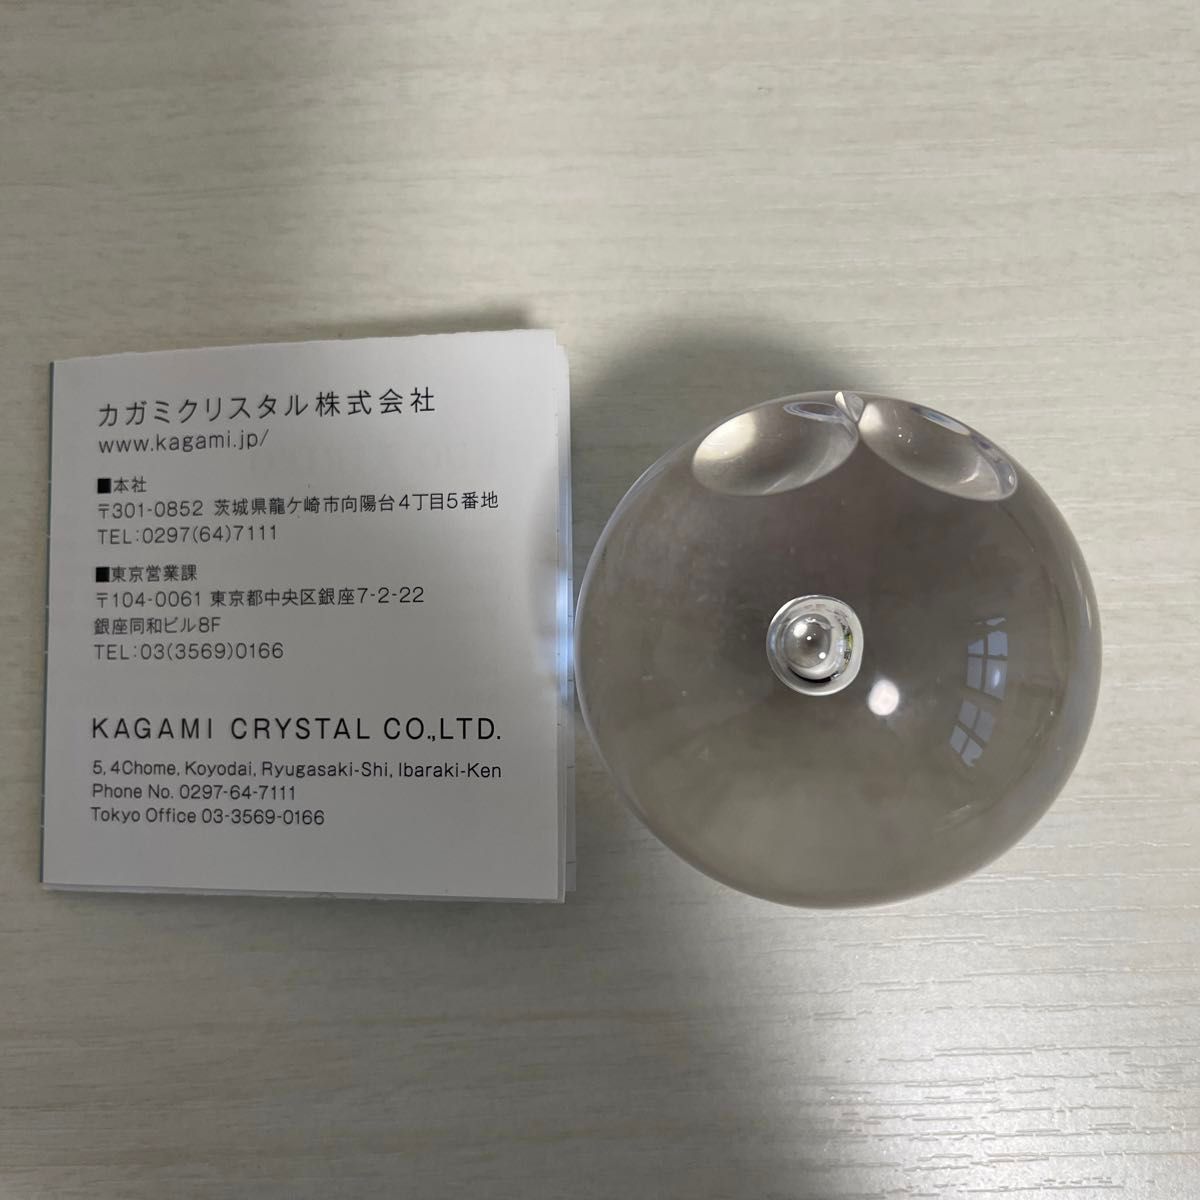 カガミクリスタル株式会社
www.kagami.jp/
■本社
〒301-0852 茨城県龍ケ崎市向陽台4丁目5番地
TEL:0297(64)7111
■東京営業課
〒104-0061 東京都中央区銀座7-2-22
銀座同和ビル8F
TEL:03(3569)0166
KAGAMI CRYSTAL CO.,LTD.
5, 4Chome, Koyodai, Ryugasaki-Shi, Ibaraki-Ken
Phone No. 0297-64-7111
Tokyo Office 03-3569-0166